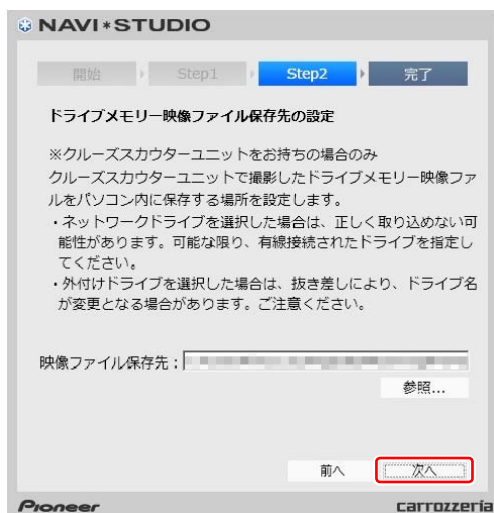 NAVI*STUDIO
開始 Step1 Step2 完了
ドライブメモリー映像ファイル保存先の設定
※クルーズスカウターユニットをお持ちの場合のみ
クルーズスカウターユニットで撮影したドライブメモリー映像ファ
イルをパソコン内に保存する場所を設定します。
・ネットワークドライブを選択した場合は、正しく取り込めない可
能性があります。可能な限り、有線接続されたドライブを指定し
てください。
・外付けドライブを選択した場合は、抜き差しにより、ドライブ名
が変更となる場合があります。ご注意ください。
映像ファイル保存先：
参照...
前へ 次へ
Pioneer carrozzeria